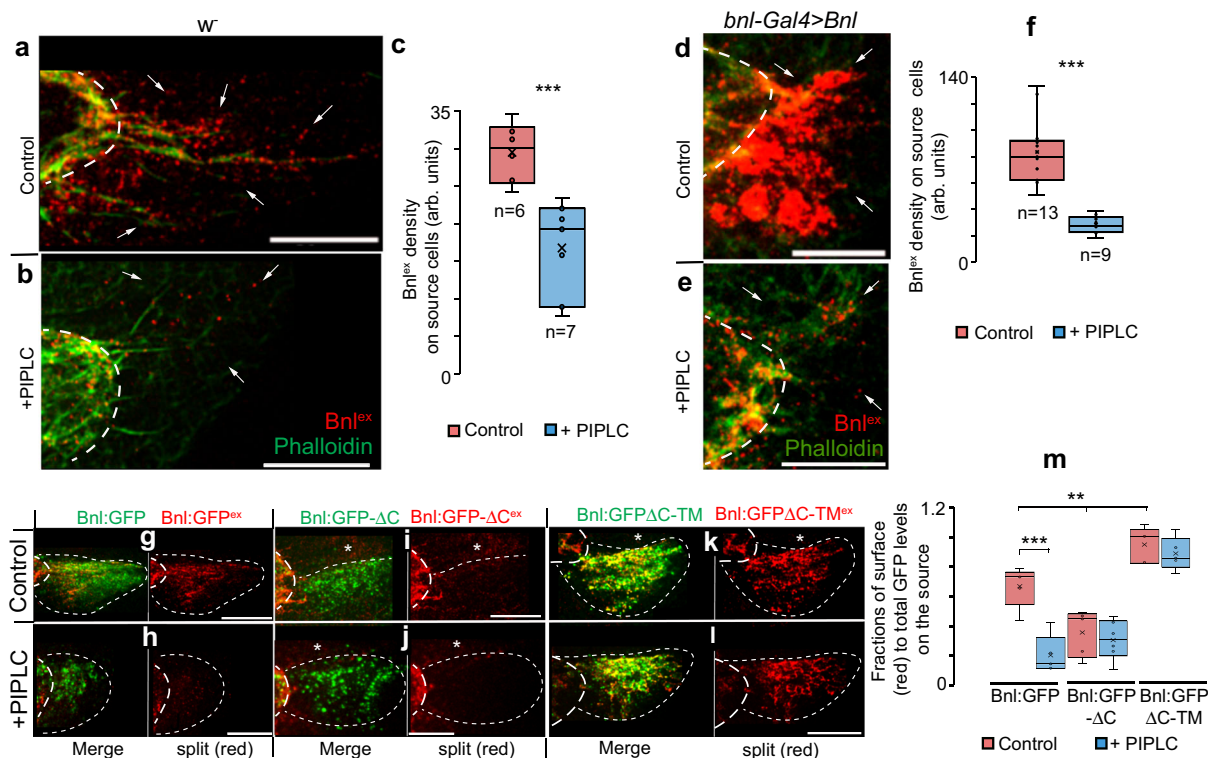 w-
a
Control
b
+PIPLC
Bnl^ex
Phalloidin
c
Bnl^ex density
on source cells (arb. units)
35
0
***
n=6
n=7
Control
+ PIPLC
bnl-Gal4>Bnl
d
Control
e
+PIPLC
Bnl^ex
Phalloidin
f
Bnl^ex density on source cells
(arb. units)
140
0
***
n=13
n=9
Control
+ PIPLC
Bnl:GFP Bnl:GFP^ex Bnl:GFP-ΔC Bnl:GFP-ΔC^ex Bnl:GFPΔC-TM Bnl:GFPΔC-TM^ex
Control
g
* i *
* k *
+PIPLC
h
* j *
l
Merge split (red) Merge split (red) Merge split (red)
m
Fractions of surface
(red) to total GFP levels
on the source
1.2
0
**
***
Bnl:GFP Bnl:GFP Bnl:GFP
-ΔC ΔC-TM
Control + PIPLC